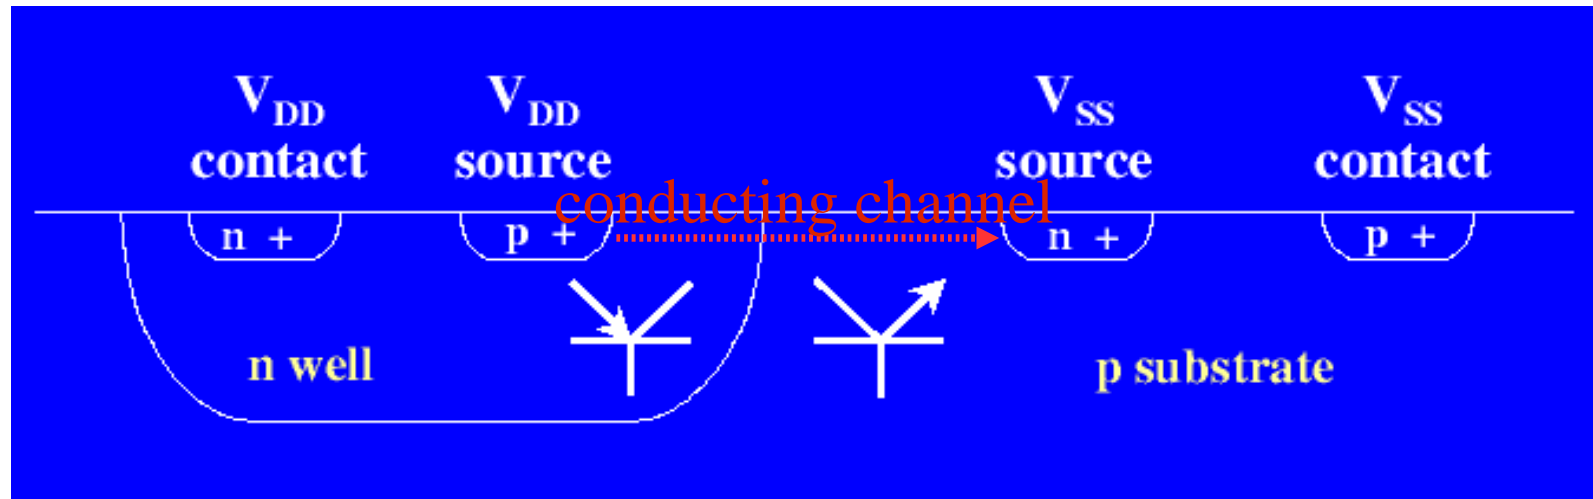 V_DD V_DD V_SS V_SS
contact source source contact
conducting channel
n + p + n + p +
n well p substrate